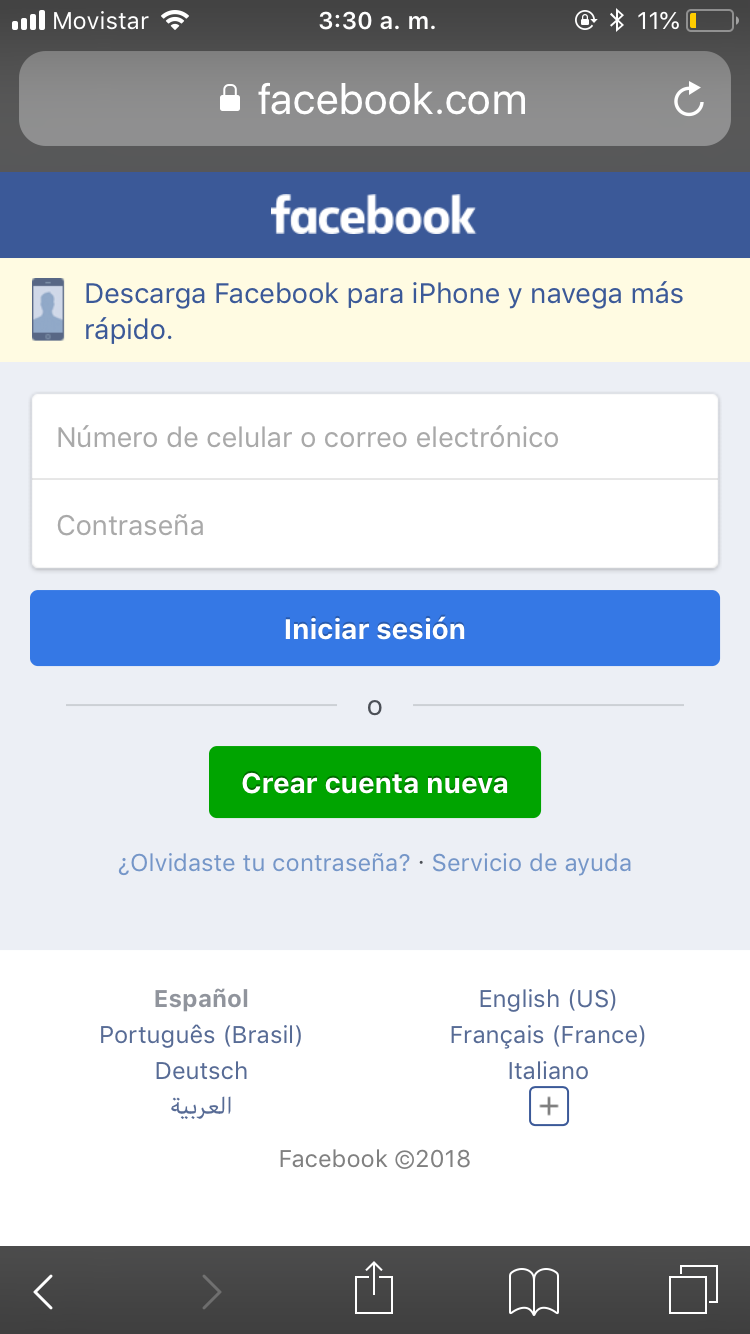 Movistar 3:30 a. m. 11%
facebook.com
facebook
Descarga Facebook para iPhone y navega más
rápido.
Número de celular o correo electrónico
Contraseña
Iniciar sesión
o
Crear cuenta nueva
¿Olvidaste tu contraseña? · Servicio de ayuda
Español English (US)
Português (Brasil) Français (France)
Deutsch Italiano
العربية
Facebook ©2018